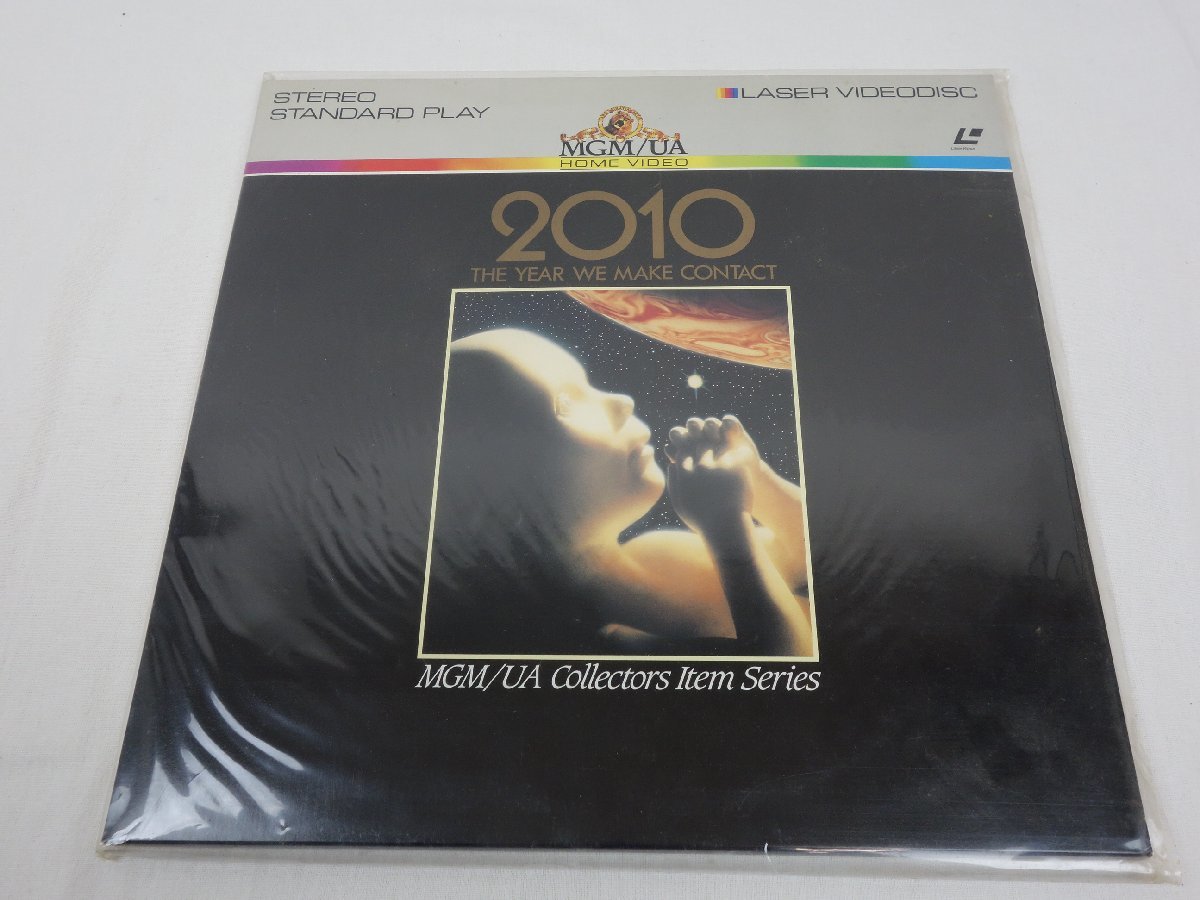 STEREO
STANDARD PLAY
LASER VIDEODISC
MGM/UA
HOME VIDEO
2010
THE YEAR WE MAKE CONTACT
MGM/UA Collectors Item Series